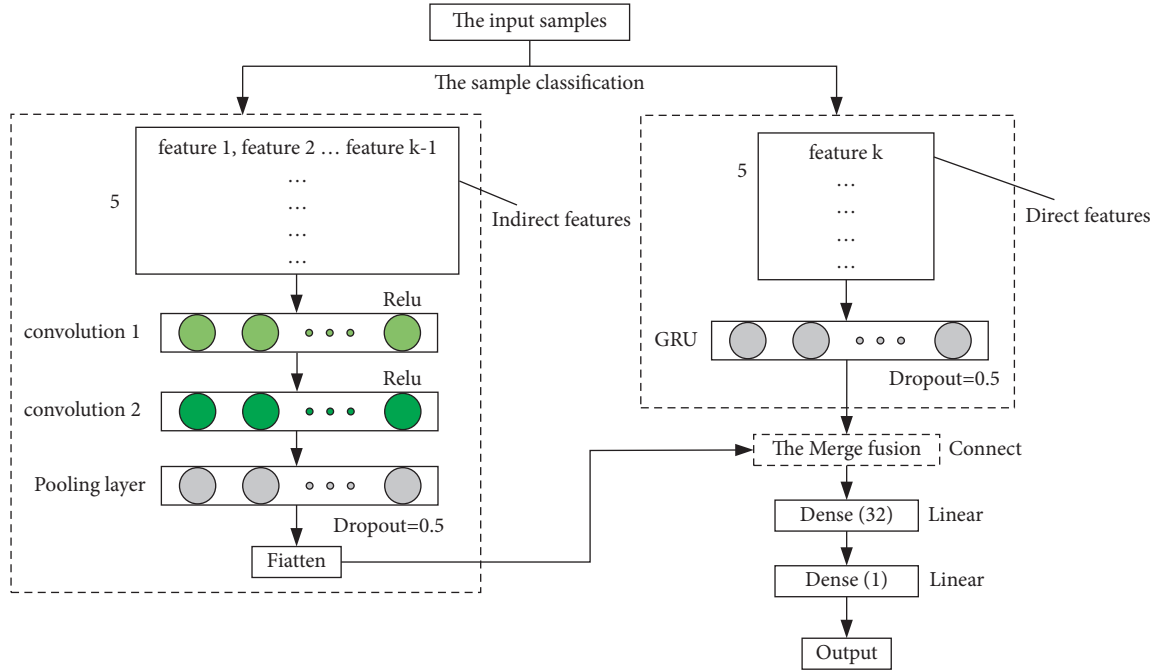 The input samples
The sample classification
feature 1, feature 2 ... feature k-1
...
...
...
...
5
Indirect features
Relu
convolution 1
Relu
convolution 2
Pooling layer
Dropout=0.5
Fiatten
feature k
...
...
...
...
5
Direct features
GRU
Dropout=0.5
The Merge fusion
Connect
Dense (32)
Linear
Dense (1)
Linear
Output